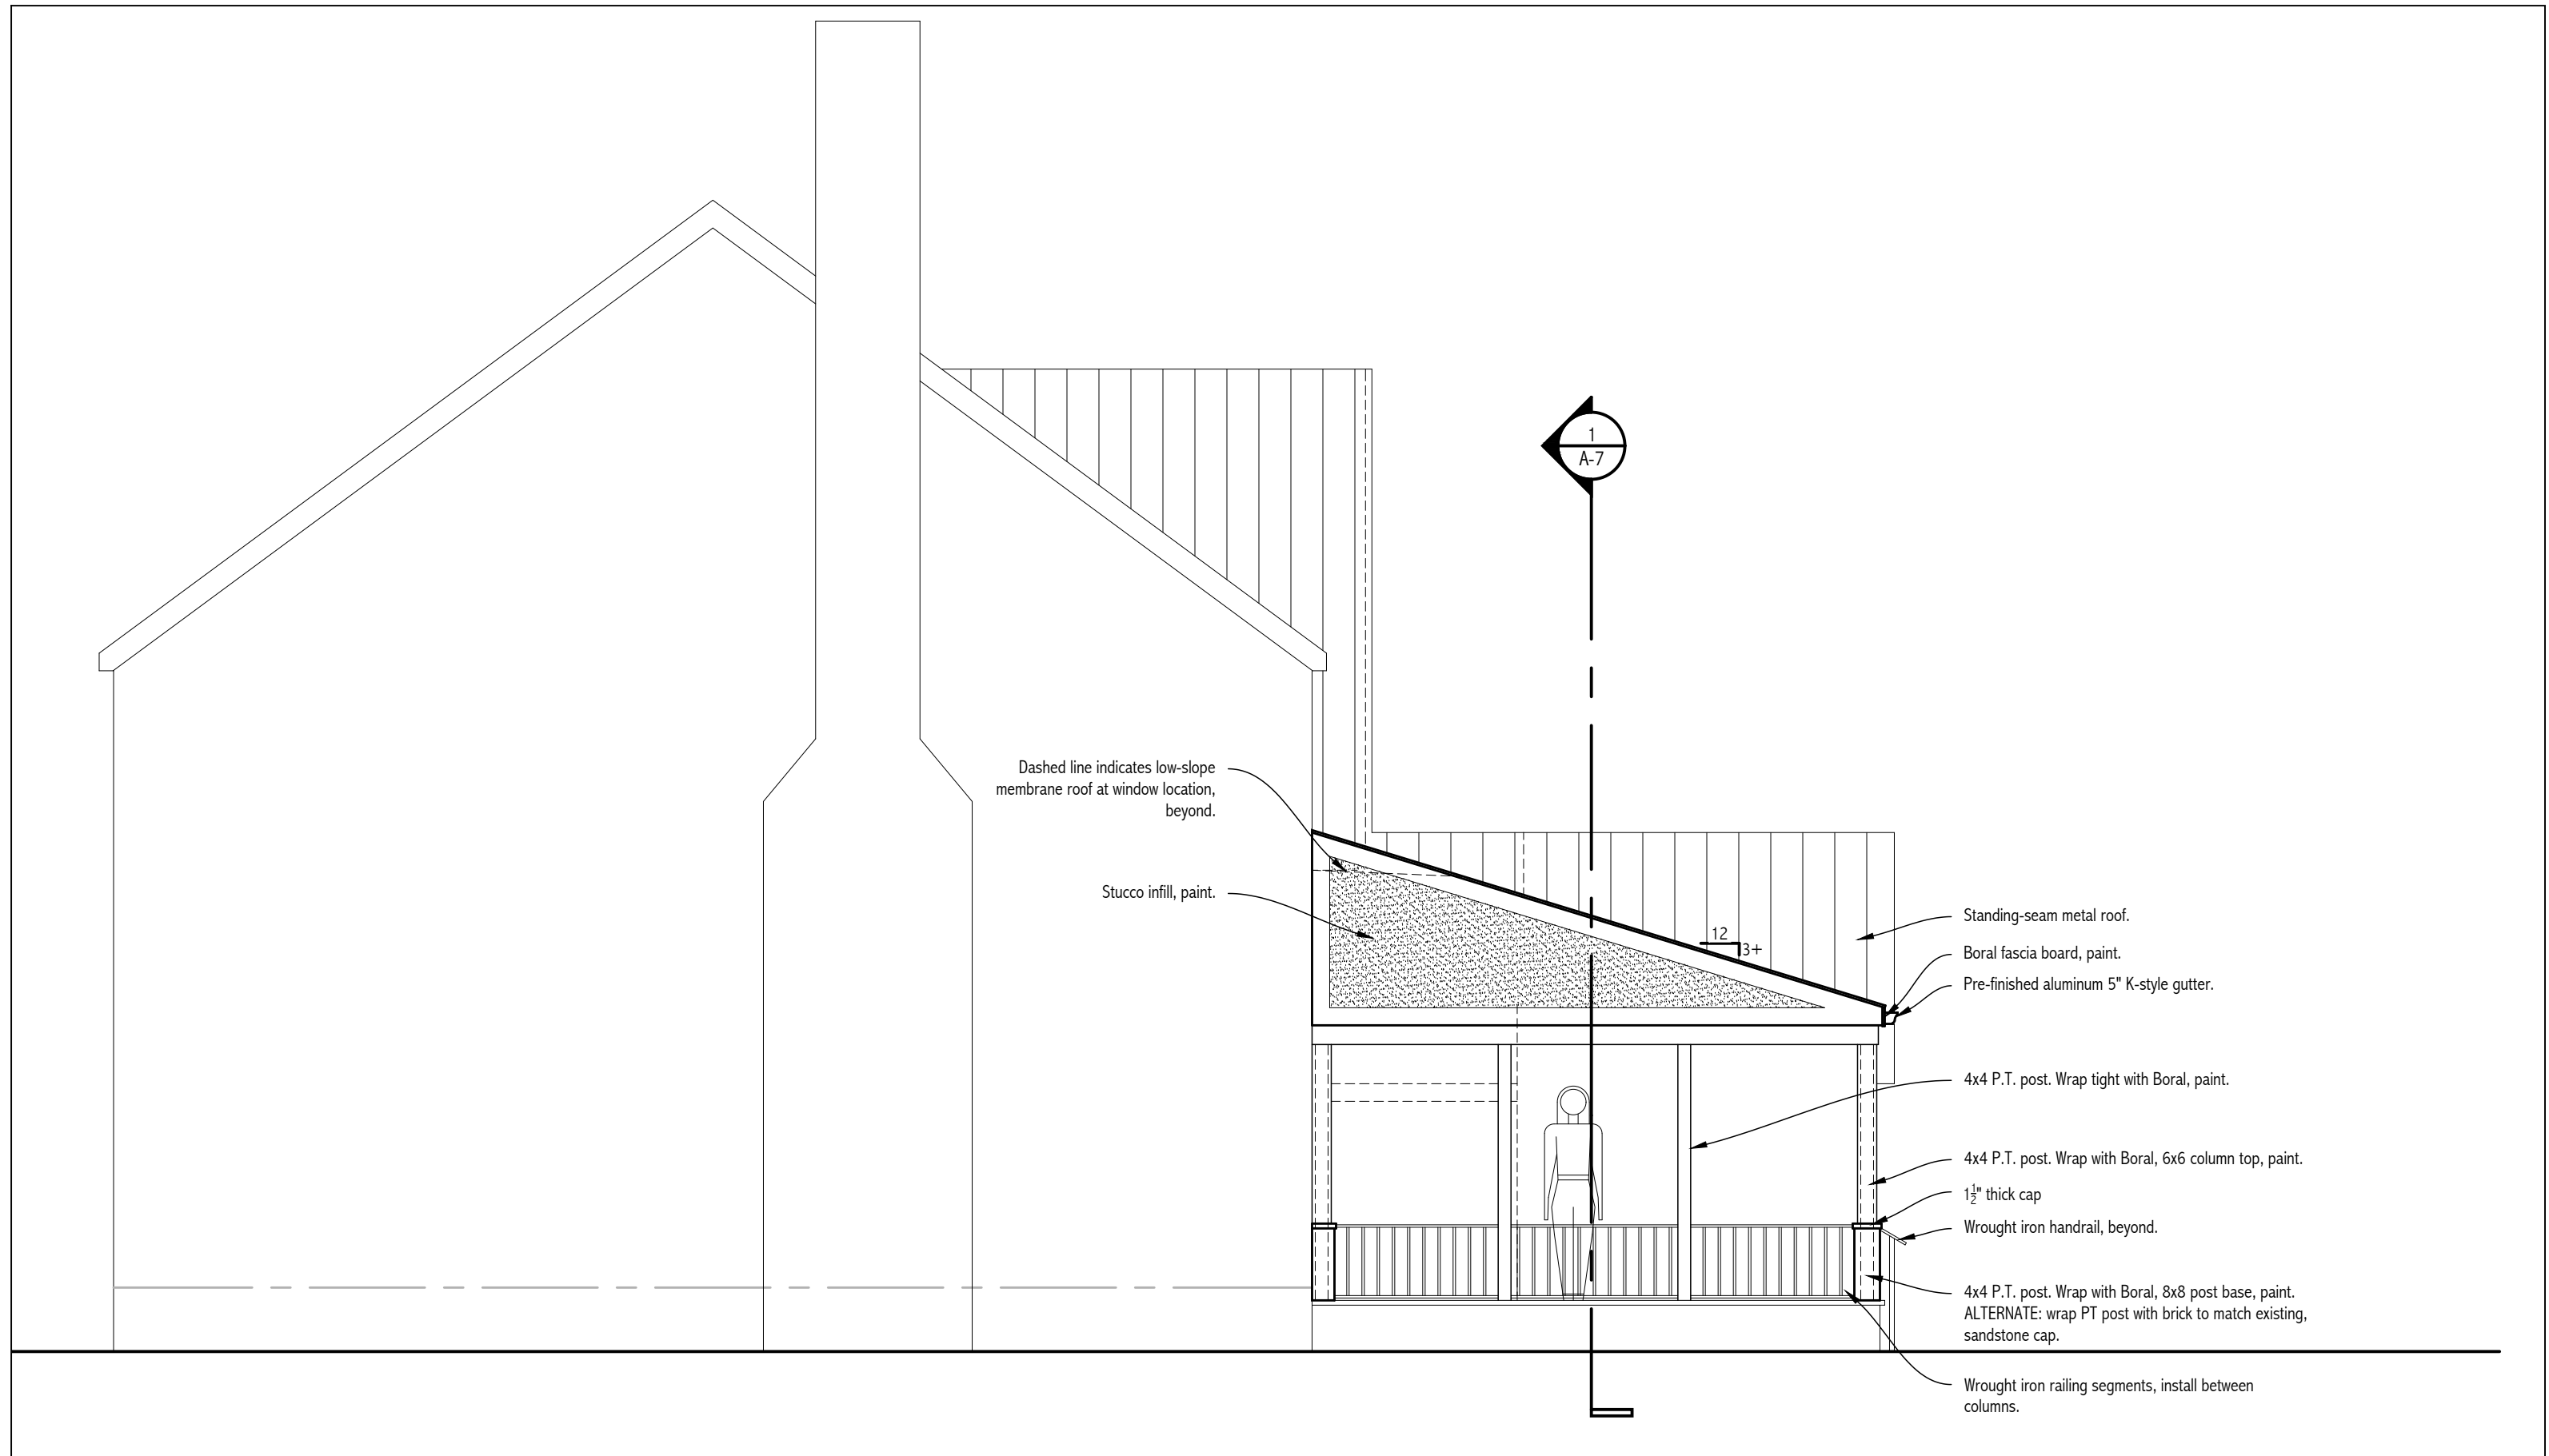 1
A-7
Dashed line indicates low-slope
membrane roof at window location,
beyond.
Stucco infill, paint.
12
3+
Standing-seam metal roof.
Boral fascia board, paint.
Pre-finished aluminum 5" K-style gutter.
4x4 P.T. post. Wrap tight with Boral, paint.
4x4 P.T. post. Wrap with Boral, 6x6 column top, paint.
1½" thick cap
Wrought iron handrail, beyond.
4x4 P.T. post. Wrap with Boral, 8x8 post base, paint.
ALTERNATE: wrap PT post with brick to match existing,
sandstone cap.
Wrought iron railing segments, install between
columns.